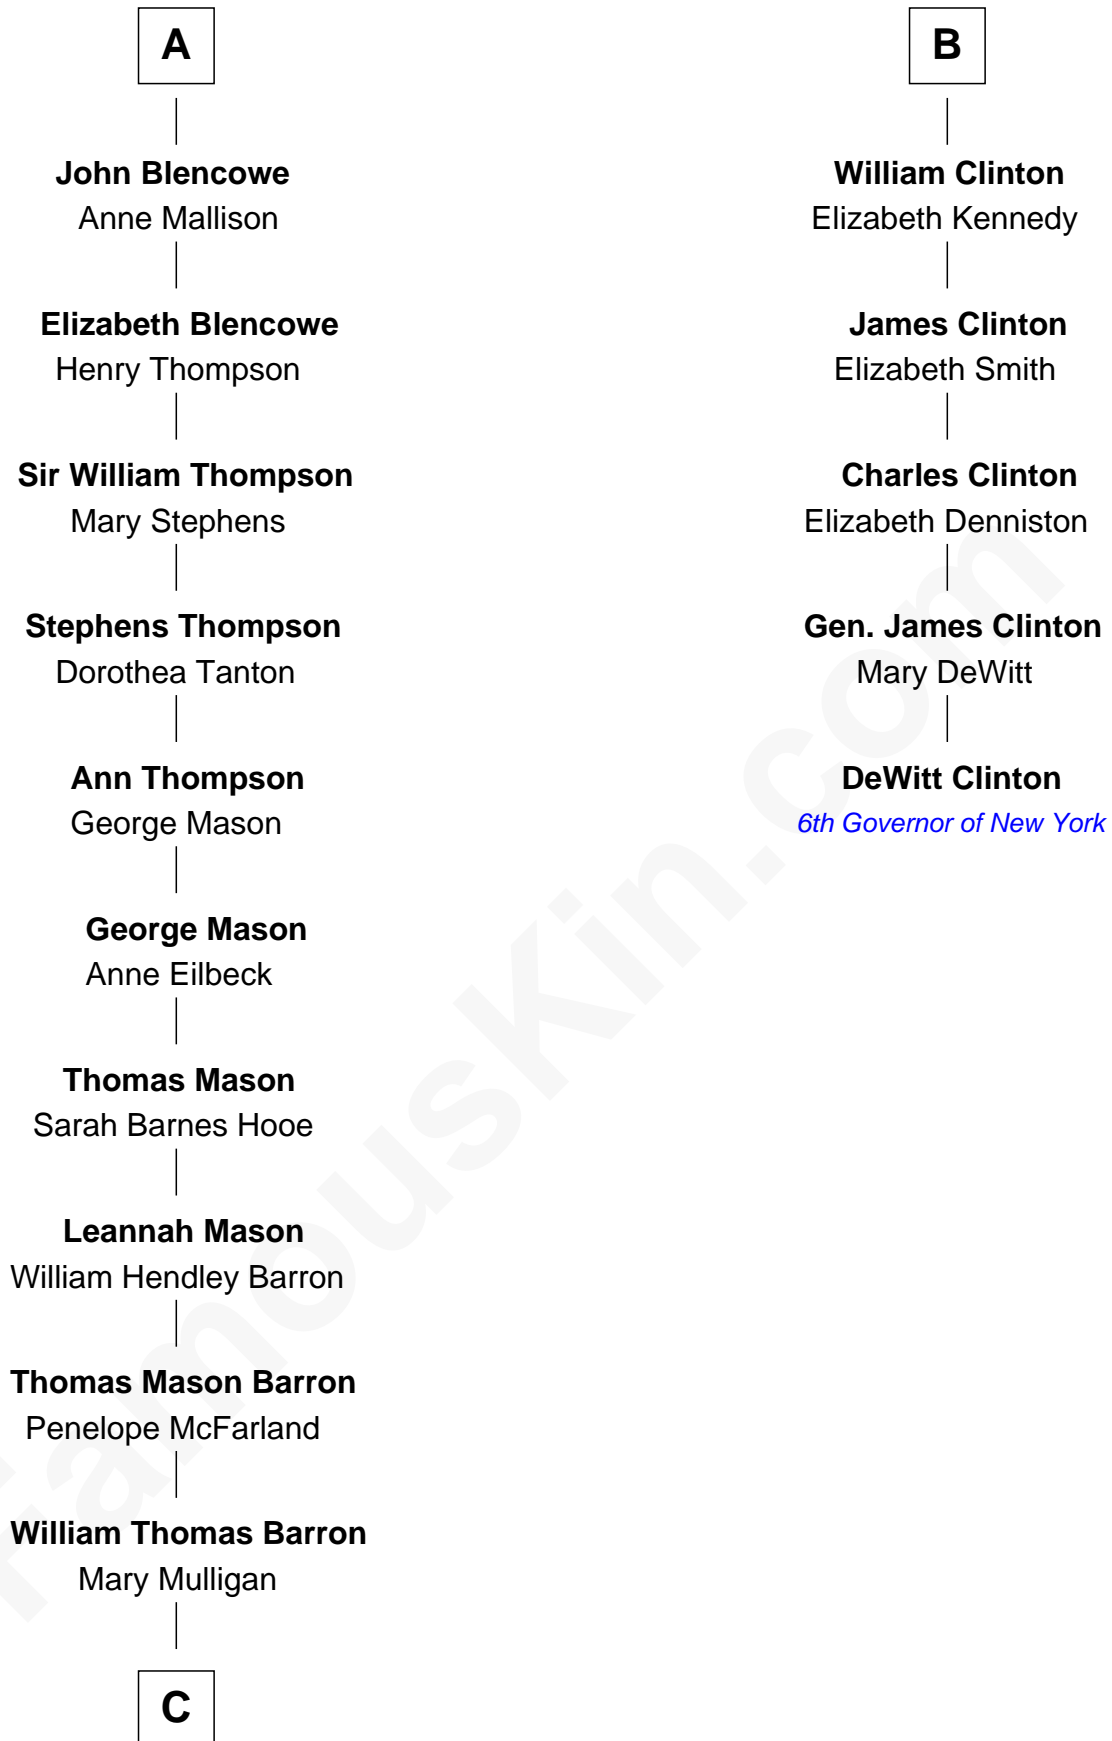 A
John Blencowe
Anne Mallison
Elizabeth Blencowe
Henry Thompson
Sir William Thompson
Mary Stephens
Stephens Thompson
Dorothea Tanton
Ann Thompson
George Mason
George Mason
Anne Eilbeck
Thomas Mason
Sarah Barnes Hooe
Leannah Mason
William Hendley Barron
Thomas Mason Barron
Penelope McFarland
William Thomas Barron
Mary Mulligan
C
B
William Clinton
Elizabeth Kennedy
James Clinton
Elizabeth Smith
Charles Clinton
Elizabeth Denniston
Gen. James Clinton
Mary DeWitt
DeWitt Clinton
6th Governor of New York
FamousKin.com